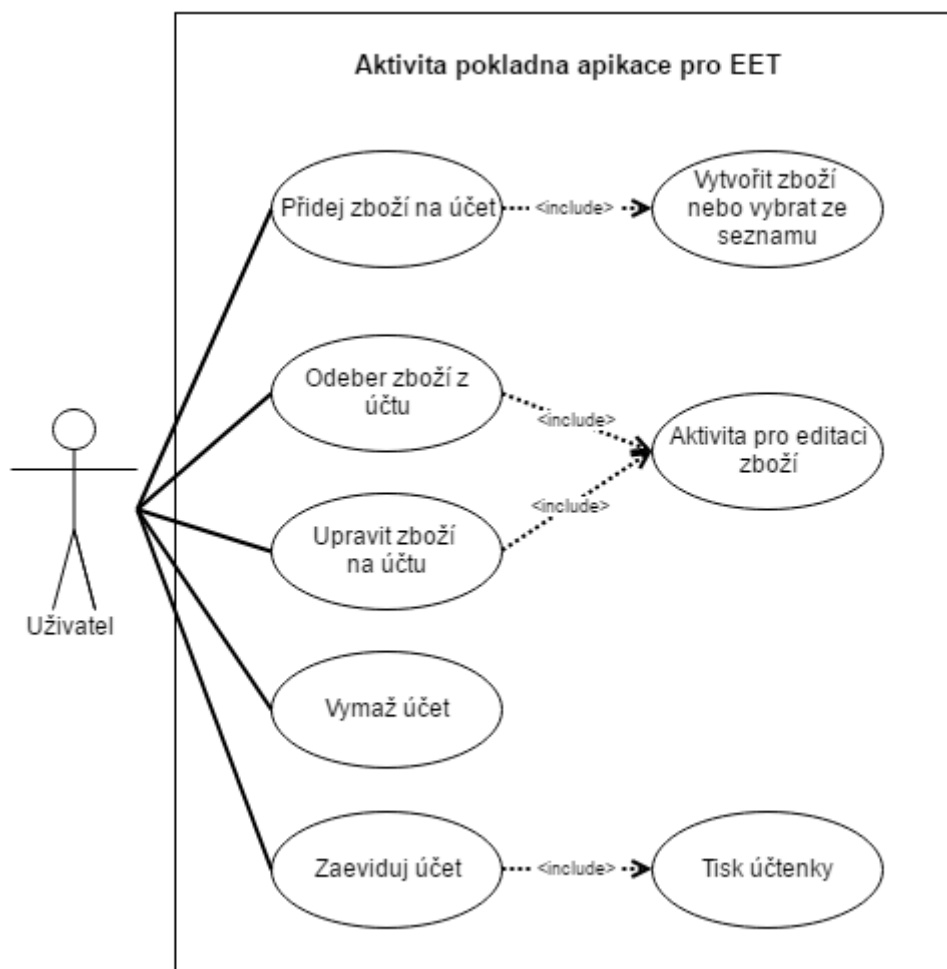 Aktivita pokladna apikace pro EET
Přidej zboží na účet
<include>
Vytvořit zboží
nebo vybrat ze
seznamu
Odeber zboží z
účtu
<include>
Aktivita pro editaci
zboží
<include>
Upravit zboží
na účtu
Uživatel
Vymaž účet
Zaeviduj účet
<include>
Tisk účtenky